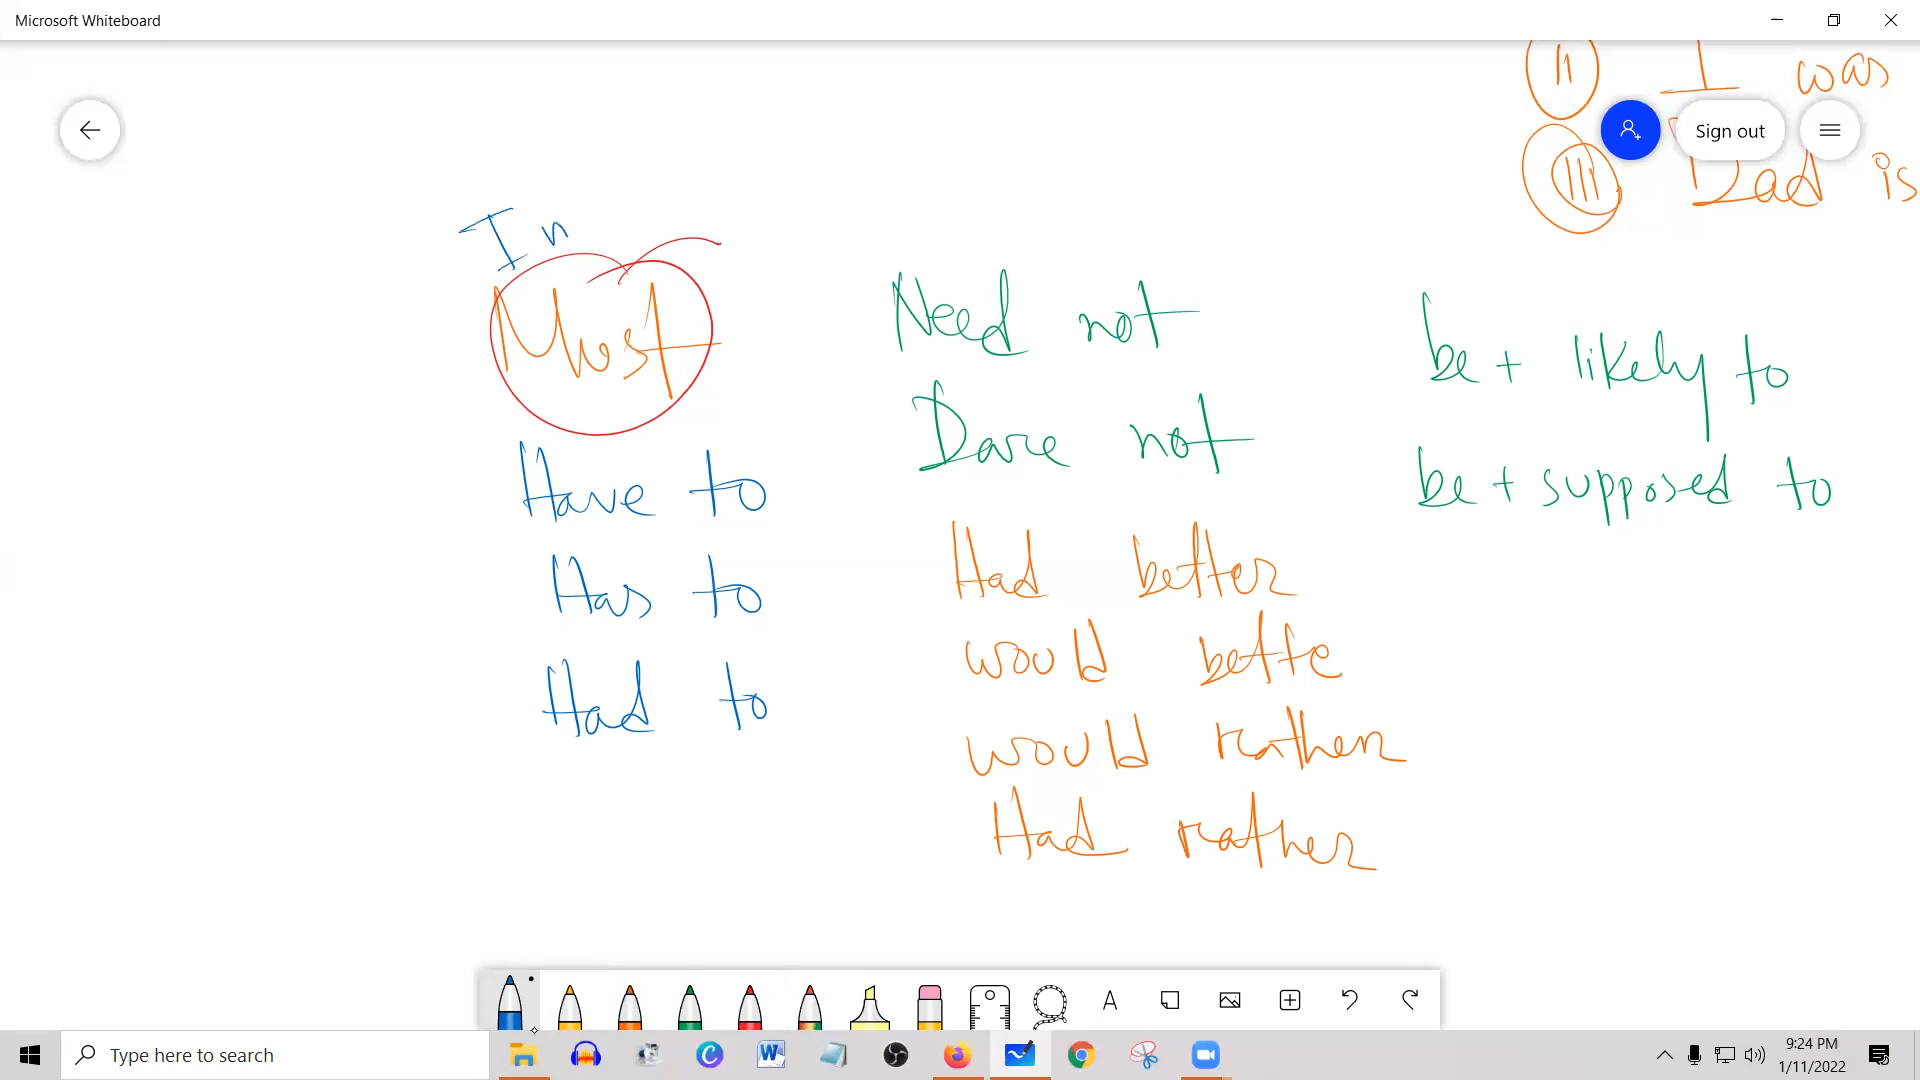 Microsoft Whiteboard
II I was
Sign out
III Dad is
In
Must
Have to
Has to
Had to
Need not
Dare not
Had better
would bette
would rather
Had rather
be + likely to
be + supposed to
Type here to search
9:24 PM
1/11/2022